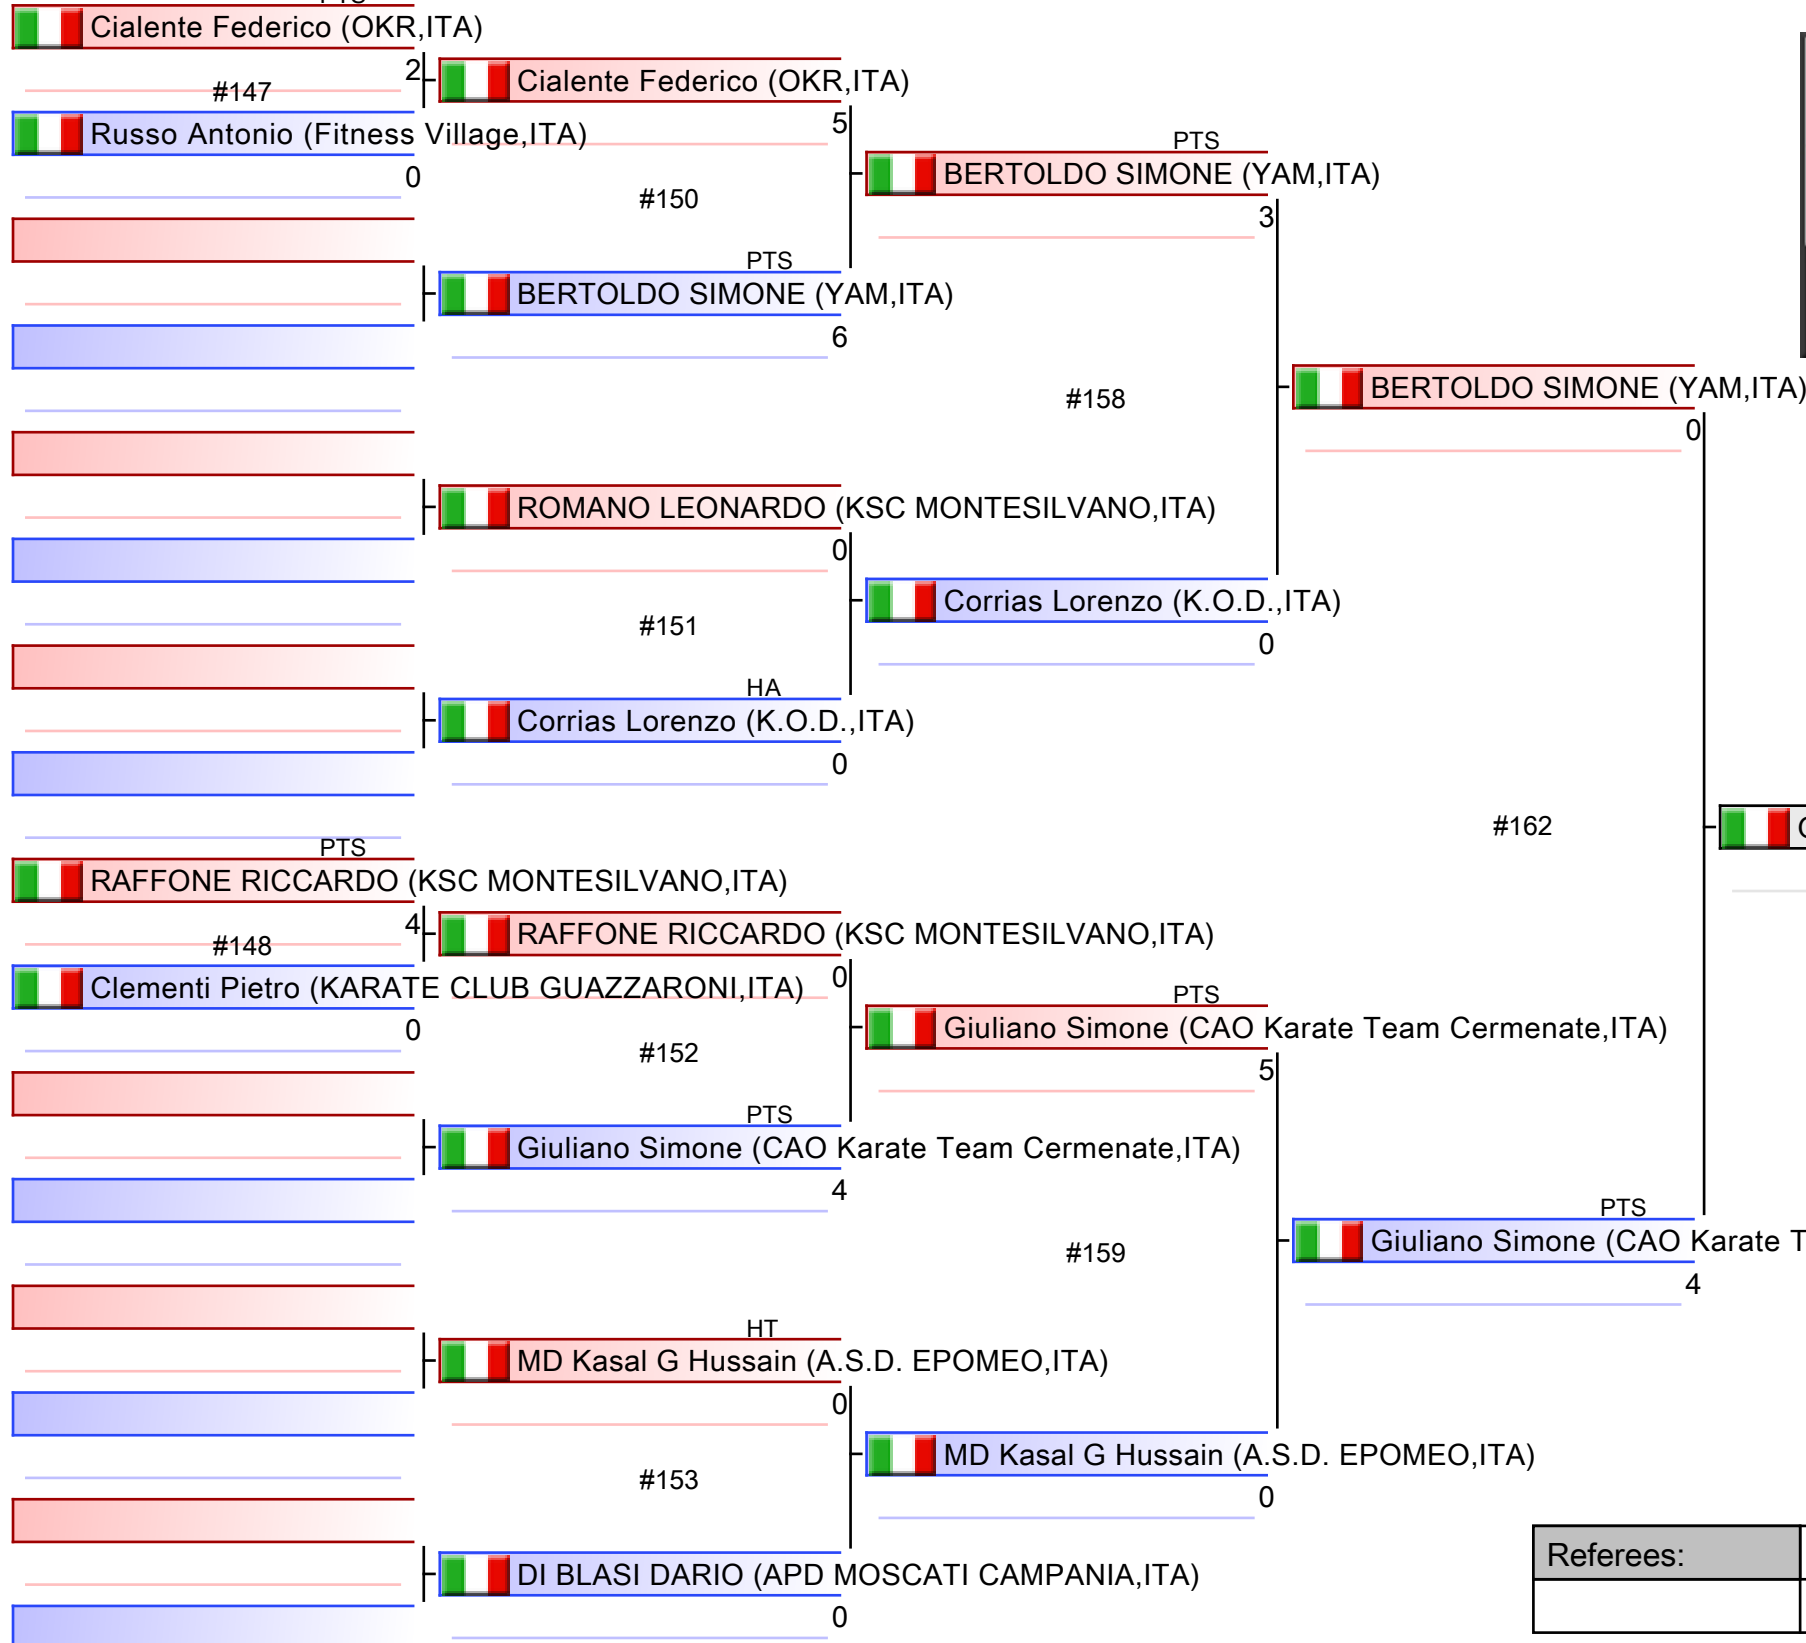 Cialente Federico (OKR,ITA)
2
#147
Russo Antonio (Fitness Village,ITA)
0
PTS
RAFFONE RICCARDO (KSC MONTESILVANO,ITA)
4
#148
Clementi Pietro (KARATE CLUB GUAZZARONI,ITA)
0
Cialente Federico (OKR,ITA)
5
#150
PTS
BERTOLDO SIMONE (YAM,ITA)
6
ROMANO LEONARDO (KSC MONTESILVANO,ITA)
0
#151
HA
Corrias Lorenzo (K.O.D.,ITA)
0
RAFFONE RICCARDO (KSC MONTESILVANO,ITA)
0
#152
PTS
Giuliano Simone (CAO Karate Team Cermenate,ITA)
4
HT
MD Kasal G Hussain (A.S.D. EPOMEO,ITA)
0
#153
DI BLASI DARIO (APD MOSCATI CAMPANIA,ITA)
0
PTS
BERTOLDO SIMONE (YAM,ITA)
3
#158
Corrias Lorenzo (K.O.D.,ITA)
0
PTS
Giuliano Simone (CAO Karate Team Cermenate,ITA)
5
#159
MD Kasal G Hussain (A.S.D. EPOMEO,ITA)
0
BERTOLDO SIMONE (YAM,ITA)
0
#162
PTS
Giuliano Simone (CAO Karate T
4
Referees: